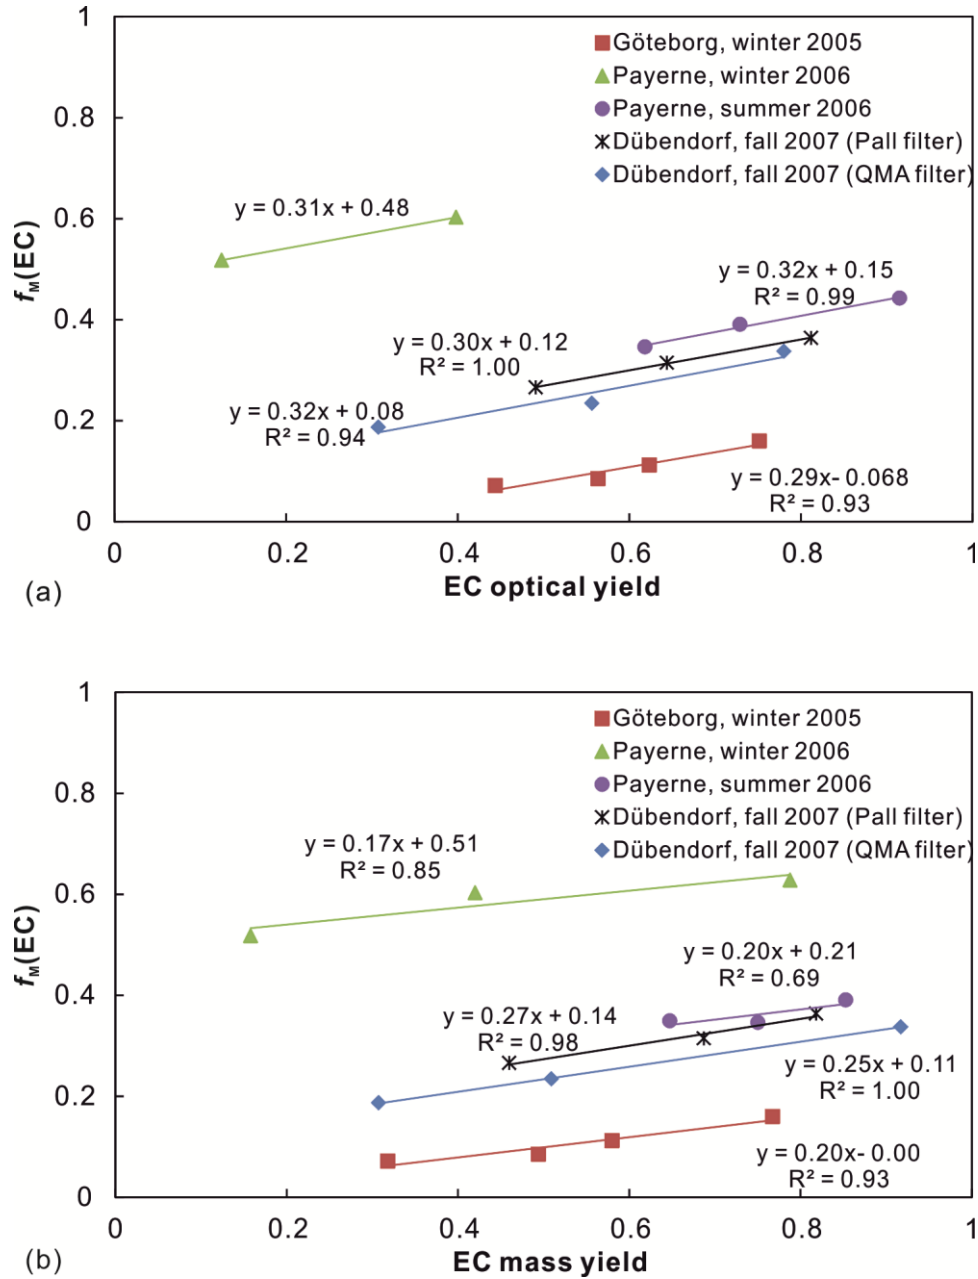 1
Göteborg, winter 2005
Payerne, winter 2006
0.8
Payerne, summer 2006
Dübendorf, fall 2007 (Pall filter)
Dübendorf, fall 2007 (QMA filter)
0.6
y = 0.31x + 0.48
fM(EC)
y = 0.32x + 0.15
R² = 0.99
0.4
y = 0.30x + 0.12
R² = 1.00
0.2
y = 0.32x + 0.08
R² = 0.94
y = 0.29x- 0.068
R² = 0.93
0
0 0.2 0.4 0.6 0.8 1
EC optical yield
(a)
1
Göteborg, winter 2005
Payerne, winter 2006
0.8
Payerne, summer 2006
Dübendorf, fall 2007 (Pall filter)
Dübendorf, fall 2007 (QMA filter)
y = 0.17x + 0.51
R² = 0.85
0.6
fM(EC)
y = 0.20x + 0.21
R² = 0.69
0.4
y = 0.27x + 0.14
R² = 0.98
y = 0.25x + 0.11
R² = 1.00
0.2
y = 0.20x- 0.00
R² = 0.93
0
0 0.2 0.4 0.6 0.8 1
EC mass yield
(b)